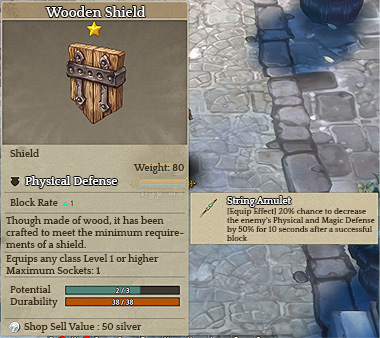 Wooden Shield
Shield
Weight: 80
Physical Defense
Block Rate 1
Though made of wood, it has been
crafted to meet the minimum require-
ments of a shield.
Equips any class Level 1 or higher
Maximum Sockets: 1
Potential 2 / 3
Durability 38 / 38
Shop Sell Value : 50 silver
[Equip Effect] 20% chance to decrease
the enemy's Physical and Magic Defense
by 50% for 10 seconds after a successful
block